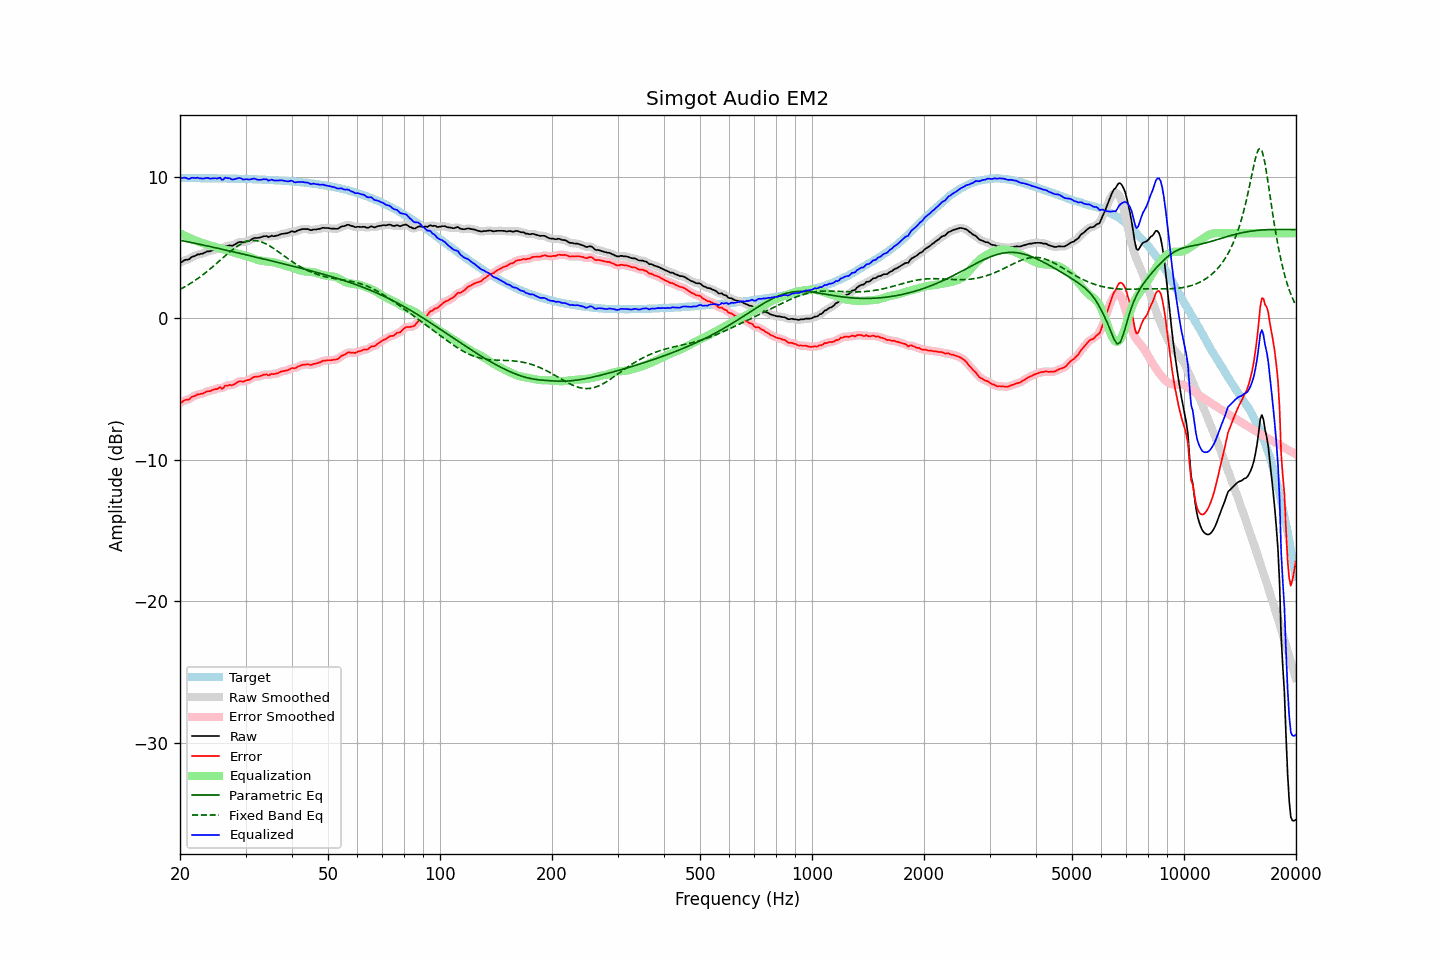 Simgot Audio EM2
Amplitude (dBr)
10
0
−10
−20
−30
Target
Raw Smoothed
Error Smoothed
Raw
Error
Equalization
Parametric Eq
Fixed Band Eq
Equalized
20 50 100 200 500 1000 2000 5000 10000 20000
Frequency (Hz)